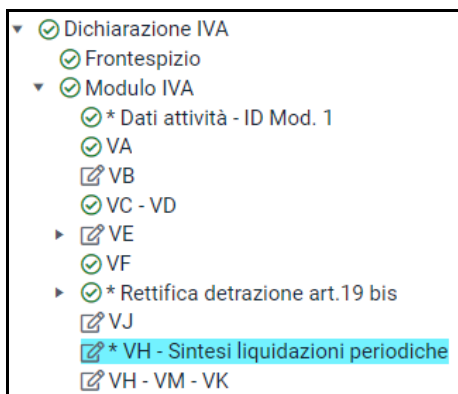 Dichiarazione IVA
Frontespizio
Modulo IVA
* Dati attività - ID Mod. 1
VA
VB
VC - VD
VE
VF
* Rettifica detrazione art.19 bis
VJ
* VH - Sintesi liquidazioni periodiche
VH - VM - VK